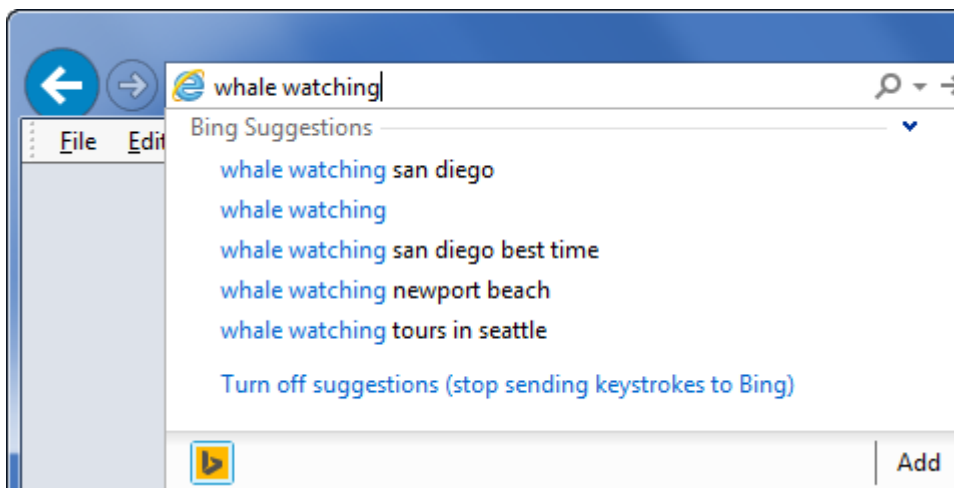 whale watching
Bing Suggestions
File Edit
whale watching san diego
whale watching
whale watching san diego best time
whale watching newport beach
whale watching tours in seattle
Turn off suggestions (stop sending keystrokes to Bing)
Add